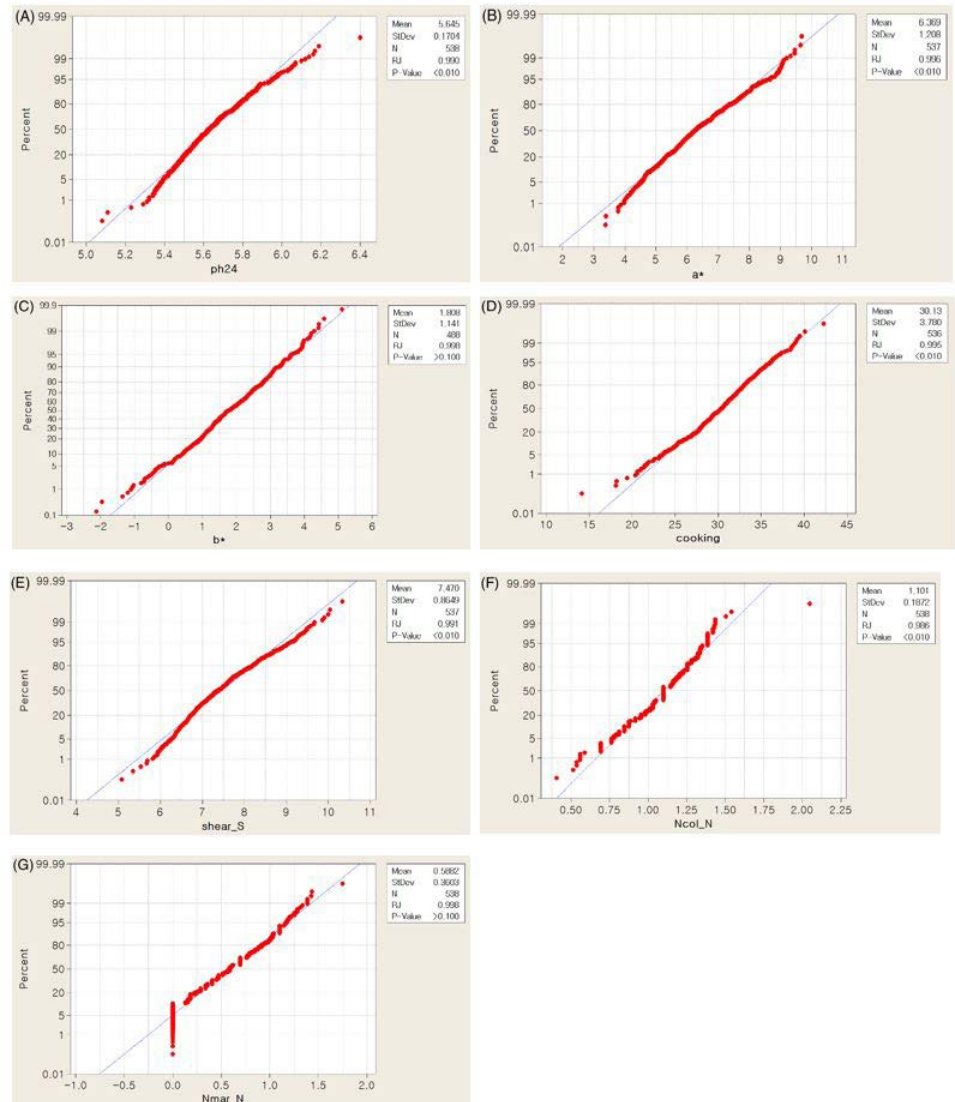 (A)
99.99
99
95
80
50
20
5
1
0.01
Percent
5.0 5.2 5.4 5.6 5.8 6.0 6.2 6.4
ph24
Mean 5.645
StDev 0.1704
N 538
RJ 0.990
P-Value <0.010
(B)
99.99
99
95
80
50
20
5
1
0.01
Percent
2 3 4 5 6 7 8 9 10 11
a*
Mean 6.369
StDev 1.208
N 537
RJ 0.996
P-Value <0.010
(C)
99.9
99
95
90
80
70
60
50
40
30
20
10
5
1
0.1
Percent
-3 -2 -1 0 1 2 3 4 5 6
b*
Mean 1.808
StDev 1.141
N 488
RJ 0.998
P-Value >0.100
(D)
99.99
99
95
80
50
20
5
1
0.01
Percent
10 15 20 25 30 35 40 45
cooking
Mean 30.13
StDev 3.780
N 536
RJ 0.995
P-Value <0.010
(E)
99.99
99
95
80
50
20
5
1
0.01
Percent
4 5 6 7 8 9 10 11
shear_S
Mean 7.470
StDev 0.8649
N 537
RJ 0.991
P-Value <0.010
(F)
99.99
99
95
80
50
20
5
1
0.01
Percent
0.50 0.75 1.00 1.25 1.50 1.75 2.00 2.25
Ncol_N
Mean 1.101
StDev 0.1872
N 538
RJ 0.986
P-Value <0.010
(G)
99.99
99
95
80
50
20
5
1
0.01
Percent
-1.0 -0.5 0.0 0.5 1.0 1.5 2.0
Nmar_N
Mean 0.5882
StDev 0.3603
N 538
RJ 0.998
P-Value >0.100